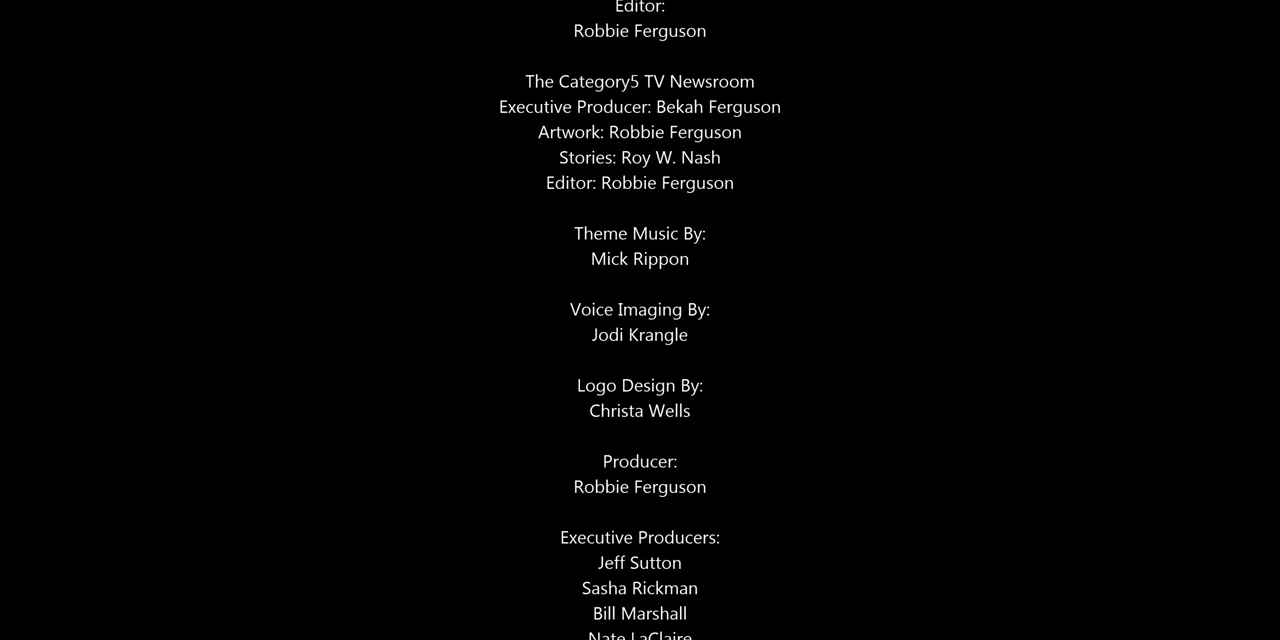 Editor:
Robbie Ferguson
The Category5 TV Newsroom
Executive Producer: Bekah Ferguson
Artwork: Robbie Ferguson
Stories: Roy W. Nash
Editor: Robbie Ferguson
Theme Music By:
Mick Rippon
Voice Imaging By:
Jodi Krangle
Logo Design By:
Christa Wells
Producer:
Robbie Ferguson
Executive Producers:
Jeff Sutton
Sasha Rickman
Bill Marshall
Nate LaClaire